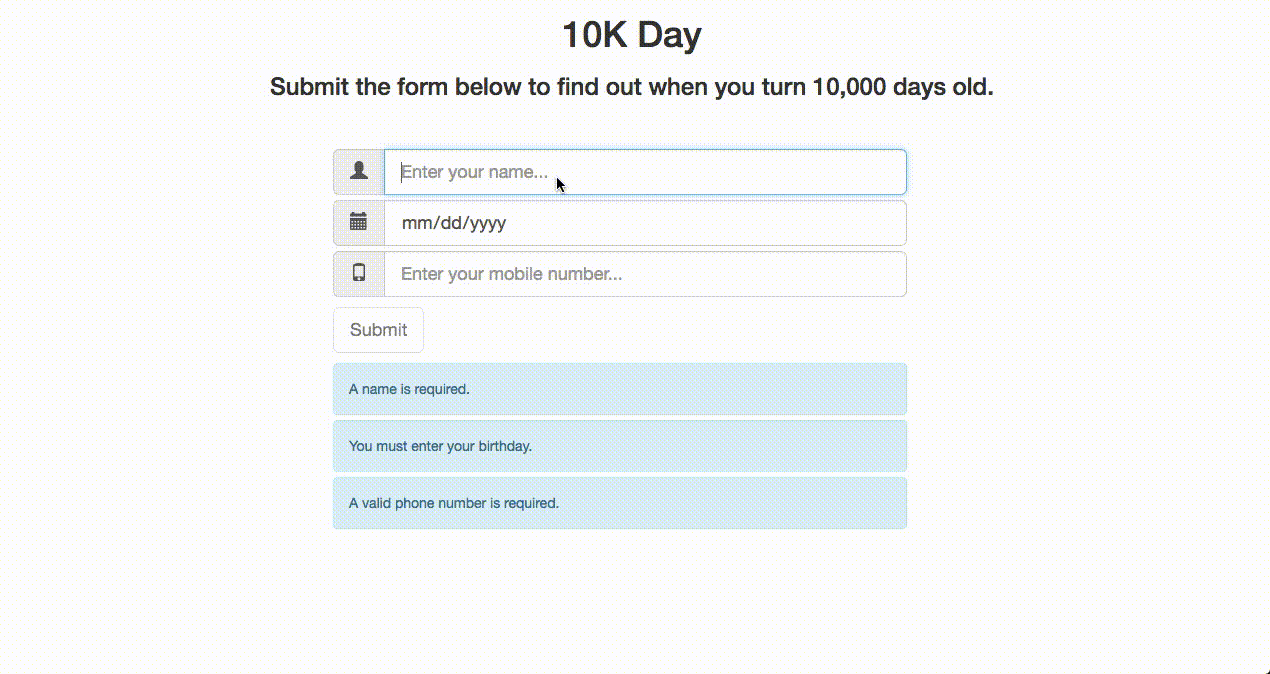 10K Day
Submit the form below to find out when you turn 10,000 days old.
Enter your name...
mm/dd/yyyy
Enter your mobile number...
Submit
A name is required.
You must enter your birthday.
A valid phone number is required.